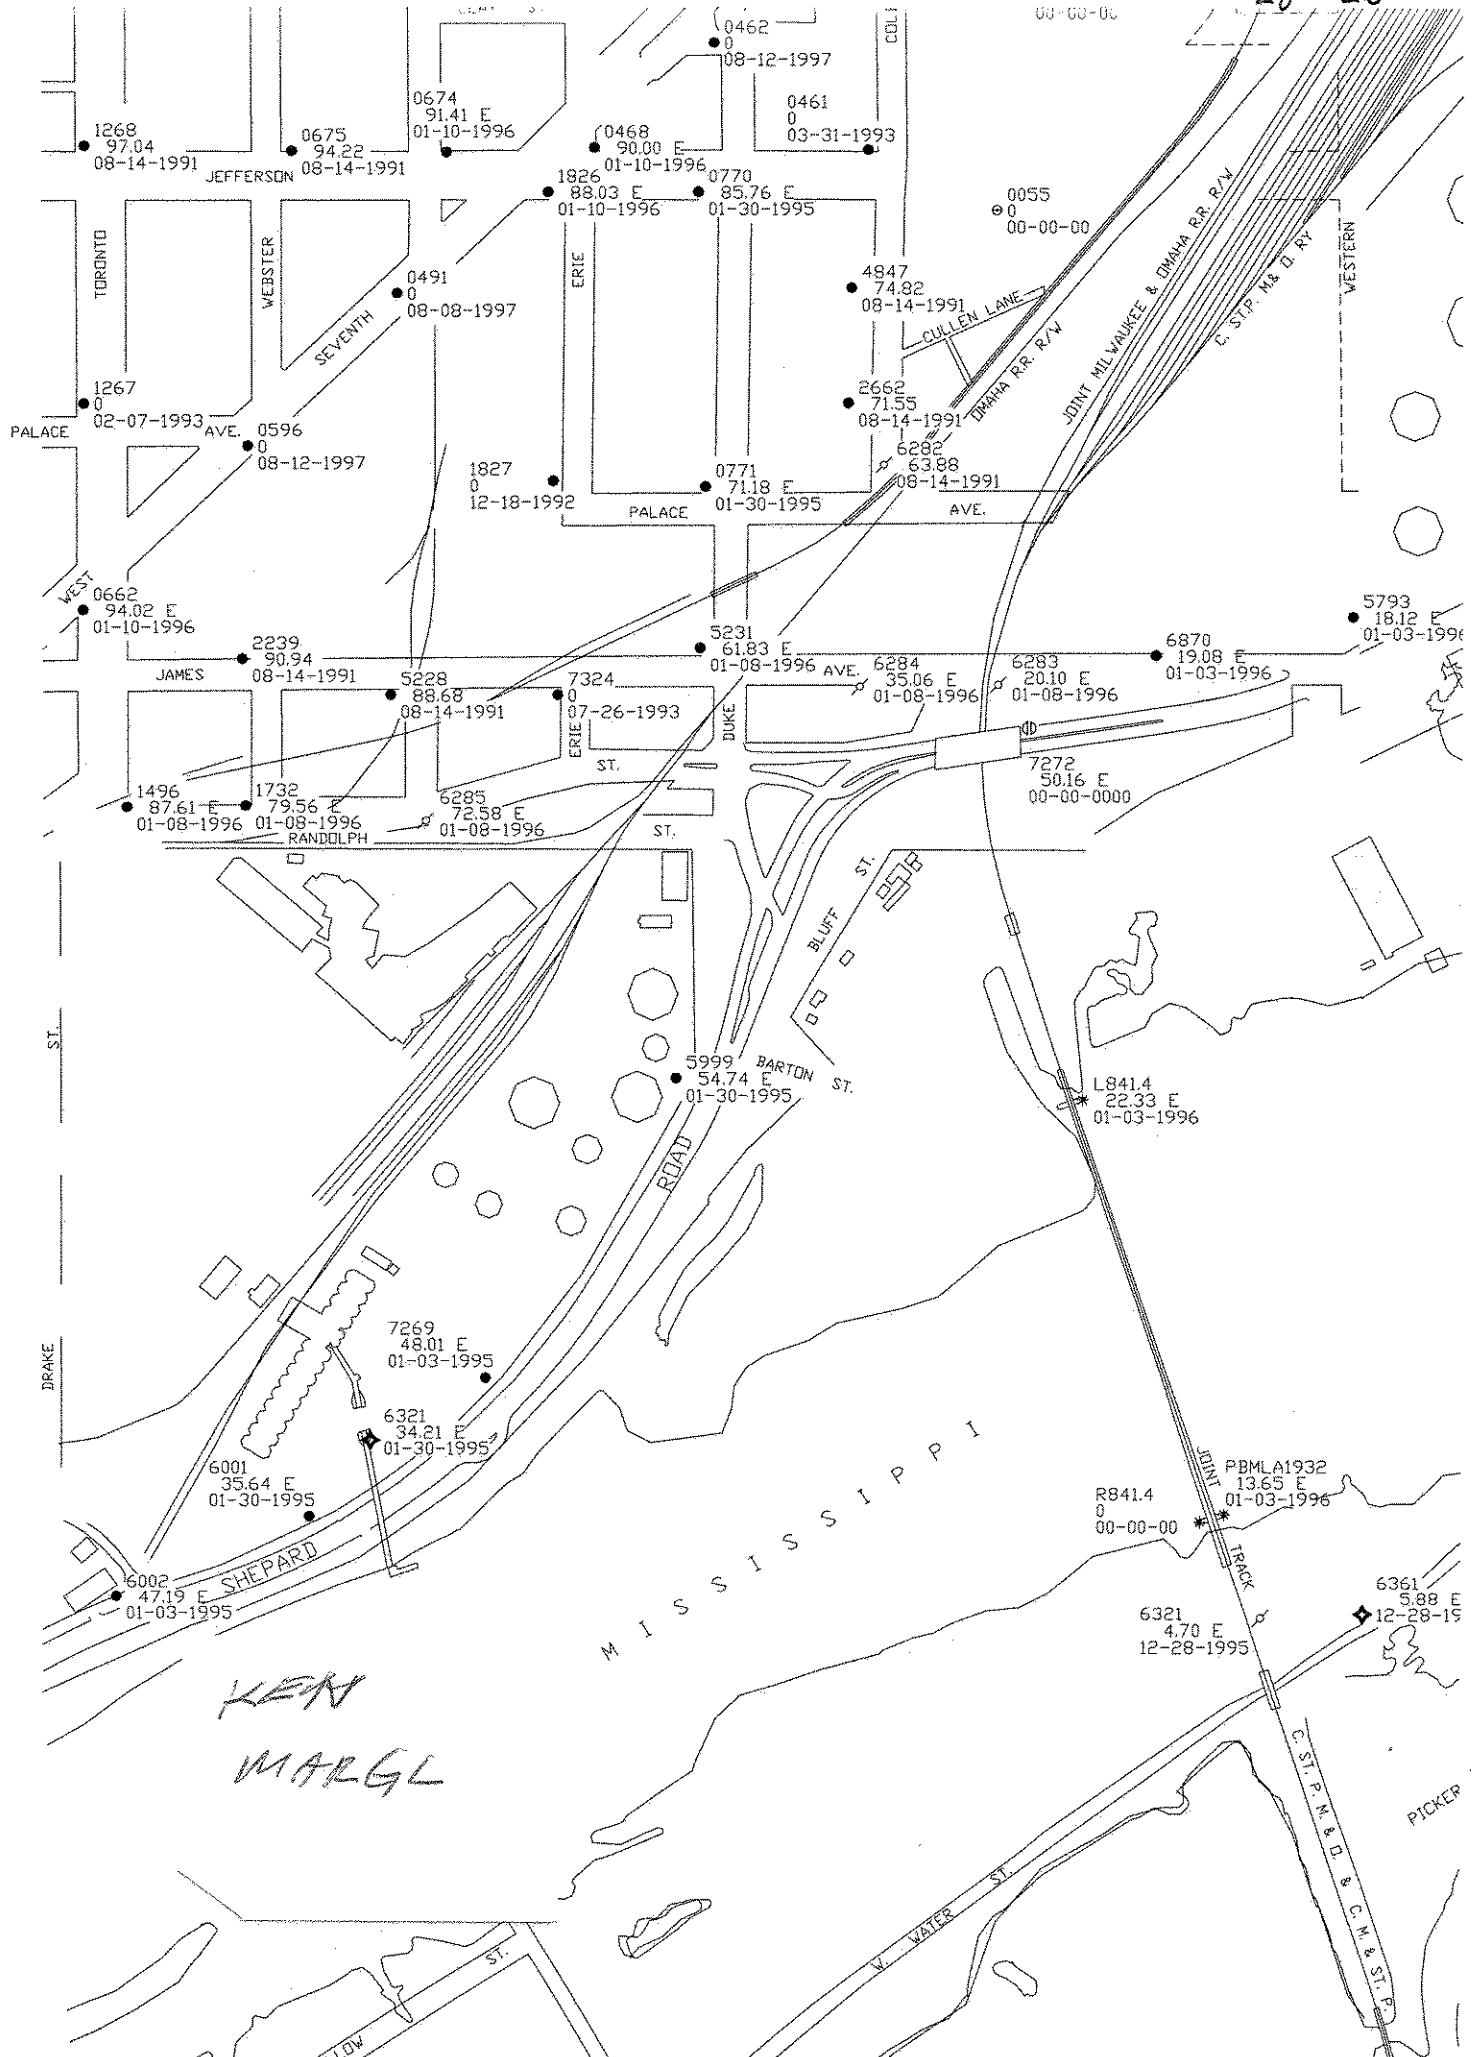 0462
0
08-12-1997
00-00-00
0461
0
03-31-1993
0674
91.41 E
01-10-1996
1268
97.04
08-14-1991
0675
94.22
08-14-1991
0468
90.00 E
01-10-1996
JEFFERSON
1826
88.03 E
01-10-1996
0770
85.76 E
01-30-1995
0055
0
00-00-00
TORONTO
WEBSTER
ERIE
WESTERN
0491
0
08-08-1997
SEVENTH
4847
74.82
08-14-1991
CULLEN LANE
OMAHA R.R. R/W
JOINT MILWAUKEE & OMAHA R.R. R/W
C. ST.P. M.& O. RY
1267
0
02-07-1993
2662
71.55
08-14-1991
PALACE
AVE.
0596
0
08-12-1997
6282
63.88
08-14-1991
1827
0
12-18-1992
0771
71.18 E
01-30-1995
PALACE
AVE.
WEST
0662
94.02 E
01-10-1996
5793
18.12 E
01-03-1996
2239
90.94
08-14-1991
JAMES
5231
61.83 E
01-08-1996
AVE.
6284
35.06 E
01-08-1996
6283
20.10 E
01-08-1996
6870
19.08 E
01-03-1996
5228
88.68
08-14-1991
7324
0
07-26-1993
DUKE
ERIE
ST.
7272
50.16 E
00-00-0000
1496
87.61 E
01-08-1996
1732
79.56 E
01-08-1996
6285
72.58 E
01-08-1996
RANDOLPH
ST.
BLUFF
ST.
ST.
5999
54.74 E
01-30-1995
BARTON
ST.
L841.4
22.33 E
01-03-1996
ROAD
DRAKE
7269
48.01 E
01-03-1995
6321
34.21 E
01-30-1995
6001
35.64 E
01-30-1995
MISSISSIPPI
JOINT
TRACK
PBMLA1932
13.65 E
01-03-1996
R841.4
0
00-00-00
SHEPARD
6002
47.19 E
01-03-1995
6321
4.70 E
12-28-1995
6361
5.88 E
12-28-19
KEN
MARGL
C. ST. P. M. & O. & C. M. & ST. P.
PICKER
W. WATER
ST.
ST.
LOW